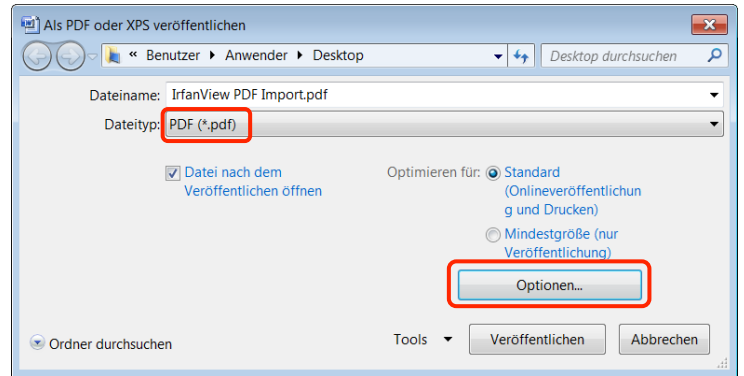 Als PDF oder XPS veröffentlichen
« Benutzer Anwender Desktop
Desktop durchsuchen
Dateiname: IrfanView PDF Import.pdf
Dateityp: PDF (*.pdf)
Datei nach dem
Veröffentlichen öffnen
Optimieren für: Standard
(Onlineveröffentlichun
g und Drucken)
Mindestgröße (nur
Veröffentlichung)
Optionen...
Ordner durchsuchen
Tools
Veröffentlichen
Abbrechen